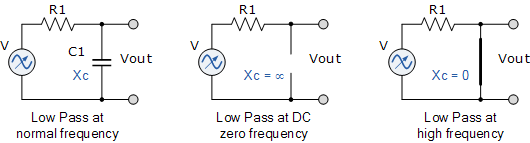 R1
V
C1
Xc
Vout
Low Pass at
normal frequency
R1
V
Xc = ∞
Vout
Low Pass at DC
zero frequency
R1
V
Xc = 0
Vout
Low Pass at
high frequency